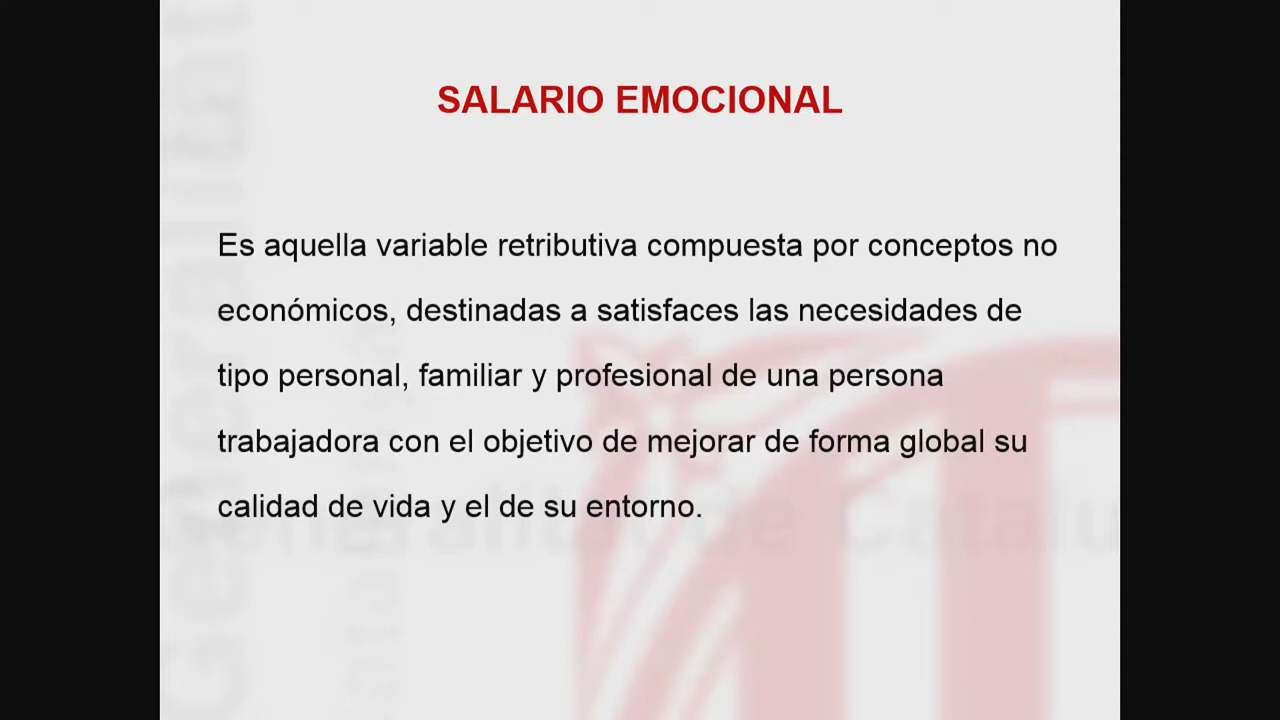 SALARIO EMOCIONAL
Es aquella variable retributiva compuesta por conceptos no
económicos, destinadas a satisfaces las necesidades de
tipo personal, familiar y profesional de una persona
trabajadora con el objetivo de mejorar de forma global su
calidad de vida y el de su entorno.